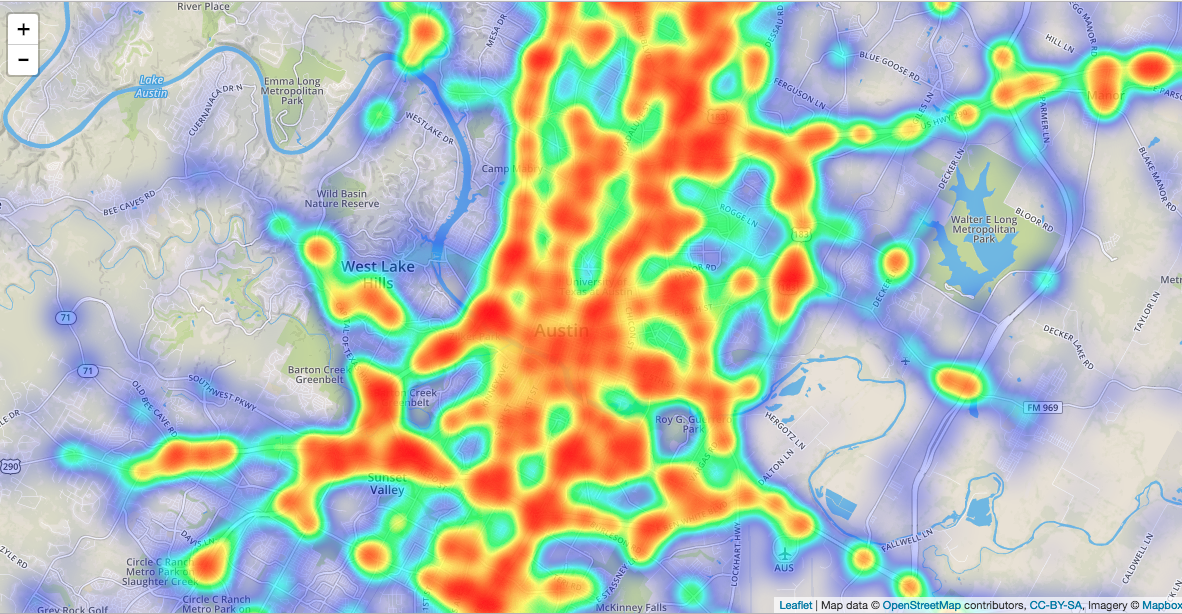 River Place
+
−
MESA DR
DESSAU RD
HILL LN
Lake
Austin
CUERNAVACA DR N
Emma Long
Metropolitan
Park
BLUE GOOSE RD
FERGUSON LN
Manor
US HWY
PARMER LN
WESTLAKE DR
Camp Mabry
DECKER LN
BLAKE MANOR RD
BEE CAVES RD
Wild Basin
Nature Reserve
ROGGE LN
183
BLOOR RD
Walter E Long
Metropolitan
Park
West Lake
Hills
DECKER
TAYLOR LN
71
Austin
DECKER LAKE
RD
71
Barton Creek
Greenbelt
SOUTHWEST PKWY
OLD BEE CAVE RD
FM 969
Roy G. Guerrero
Park
HERGOTZ LN
290
DALTON LN
Sunset
Valley
DAVIS LN
FALLWELL LN
LOCKHART HWY
AUS
CALDWELL LN
Circle C Ranch
Metro Park on
Slaughter Creek
Circle C Ranch
Metro Park on
Grey Rock Golf
McKinney Falls
Leaflet | Map data © OpenStreetMap contributors, CC-BY-SA, Imagery © Mapbox